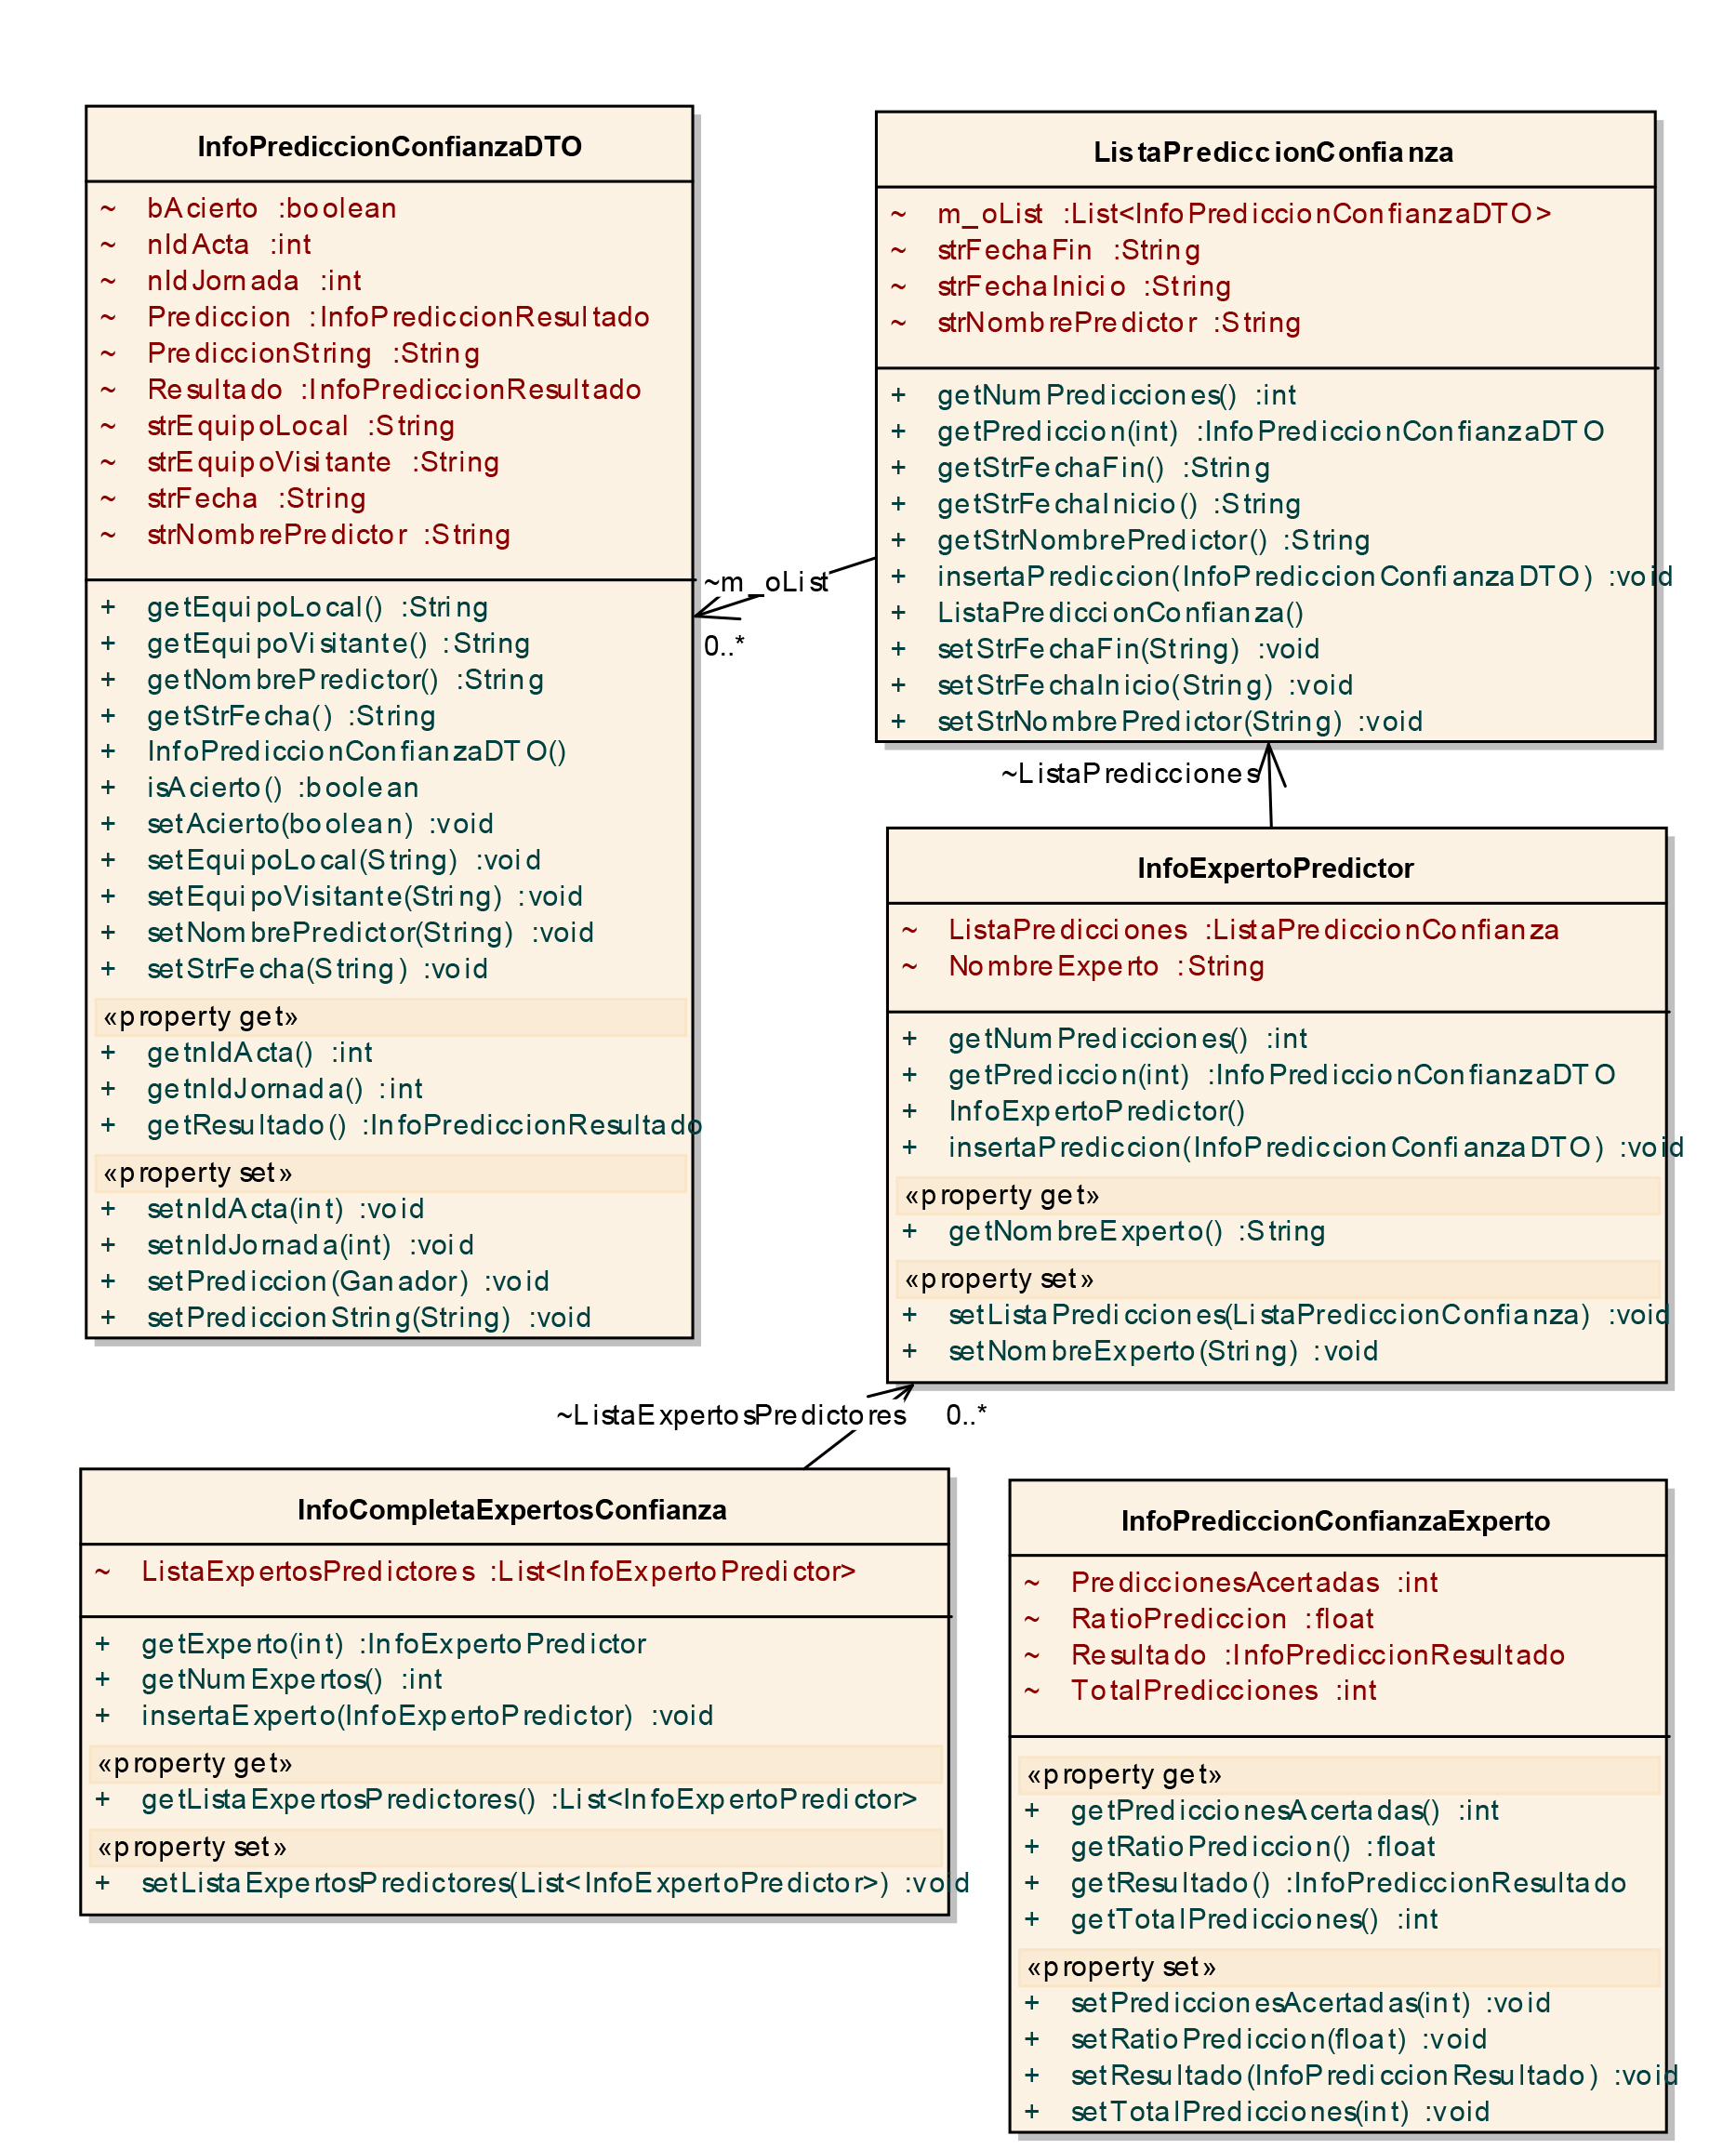 InfoPrediccionConfianzaDTO
~ bAcierto :boolean
~ nIdActa :int
~ nIdJornada :int
~ Prediccion :InfoPrediccionResultado
~ PrediccionString :String
~ Resultado :InfoPrediccionResultado
~ strEquipoLocal :String
~ strEquipoVisitante :String
~ strFecha :String
~ strNombrePredictor :String
+ getEquipoLocal() :String
+ getEquipoVisitante() :String
+ getNombrePredictor() :String
+ getStrFecha() :String
+ InfoPrediccionConfianzaDTO()
+ isAcierto() :boolean
+ setAcierto(boolean) :void
+ setEquipoLocal(String) :void
+ setEquipoVisitante(String) :void
+ setNombrePredictor(String) :void
+ setStrFecha(String) :void
«property get»
+ getnIdActa() :int
+ getnIdJornada() :int
+ getResultado() :InfoPrediccionResultado
«property set»
+ setnIdActa(int) :void
+ setnIdJornada(int) :void
+ setPrediccion(Ganador) :void
+ setPrediccionString(String) :void
~m_oList
0..*
ListaPrediccionConfianza
~ m_oList :List<InfoPrediccionConfianzaDTO>
~ strFechaFin :String
~ strFechaInicio :String
~ strNombrePredictor :String
+ getNumPredicciones() :int
+ getPrediccion(int) :InfoPrediccionConfianzaDTO
+ getStrFechaFin() :String
+ getStrFechaInicio() :String
+ getStrNombrePredictor() :String
+ insertaPrediccion(InfoPrediccionConfianzaDTO) :void
+ ListaPrediccionConfianza()
+ setStrFechaFin(String) :void
+ setStrFechaInicio(String) :void
+ setStrNombrePredictor(String) :void
~ListaPredicciones
InfoExpertoPredictor
~ ListaPredicciones :ListaPrediccionConfianza
~ NombreExperto :String
+ getNumPredicciones() :int
+ getPrediccion(int) :InfoPrediccionConfianzaDTO
+ InfoExpertoPredictor()
+ insertaPrediccion(InfoPrediccionConfianzaDTO) :void
«property get»
+ getNombreExperto() :String
«property set»
+ setListaPredicciones(ListaPrediccionConfianza) :void
+ setNombreExperto(String) :void
~ListaExpertosPredictores 0..*
InfoCompletaExpertosConfianza
~ ListaExpertosPredictores :List<InfoExpertoPredictor>
+ getExperto(int) :InfoExpertoPredictor
+ getNumExpertos() :int
+ insertaExperto(InfoExpertoPredictor) :void
«property get»
+ getListaExpertosPredictores() :List<InfoExpertoPredictor>
«property set»
+ setListaExpertosPredictores(List<InfoExpertoPredictor>) :void
InfoPrediccionConfianzaExperto
~ PrediccionesAcertadas :int
~ RatioPrediccion :float
~ Resultado :InfoPrediccionResultado
~ TotalPredicciones :int
«property get»
+ getPrediccionesAcertadas() :int
+ getRatioPrediccion() :float
+ getResultado() :InfoPrediccionResultado
+ getTotalPredicciones() :int
«property set»
+ setPrediccionesAcertadas(int) :void
+ setRatioPrediccion(float) :void
+ setResultado(InfoPrediccionResultado) :void
+ setTotalPredicciones(int) :void